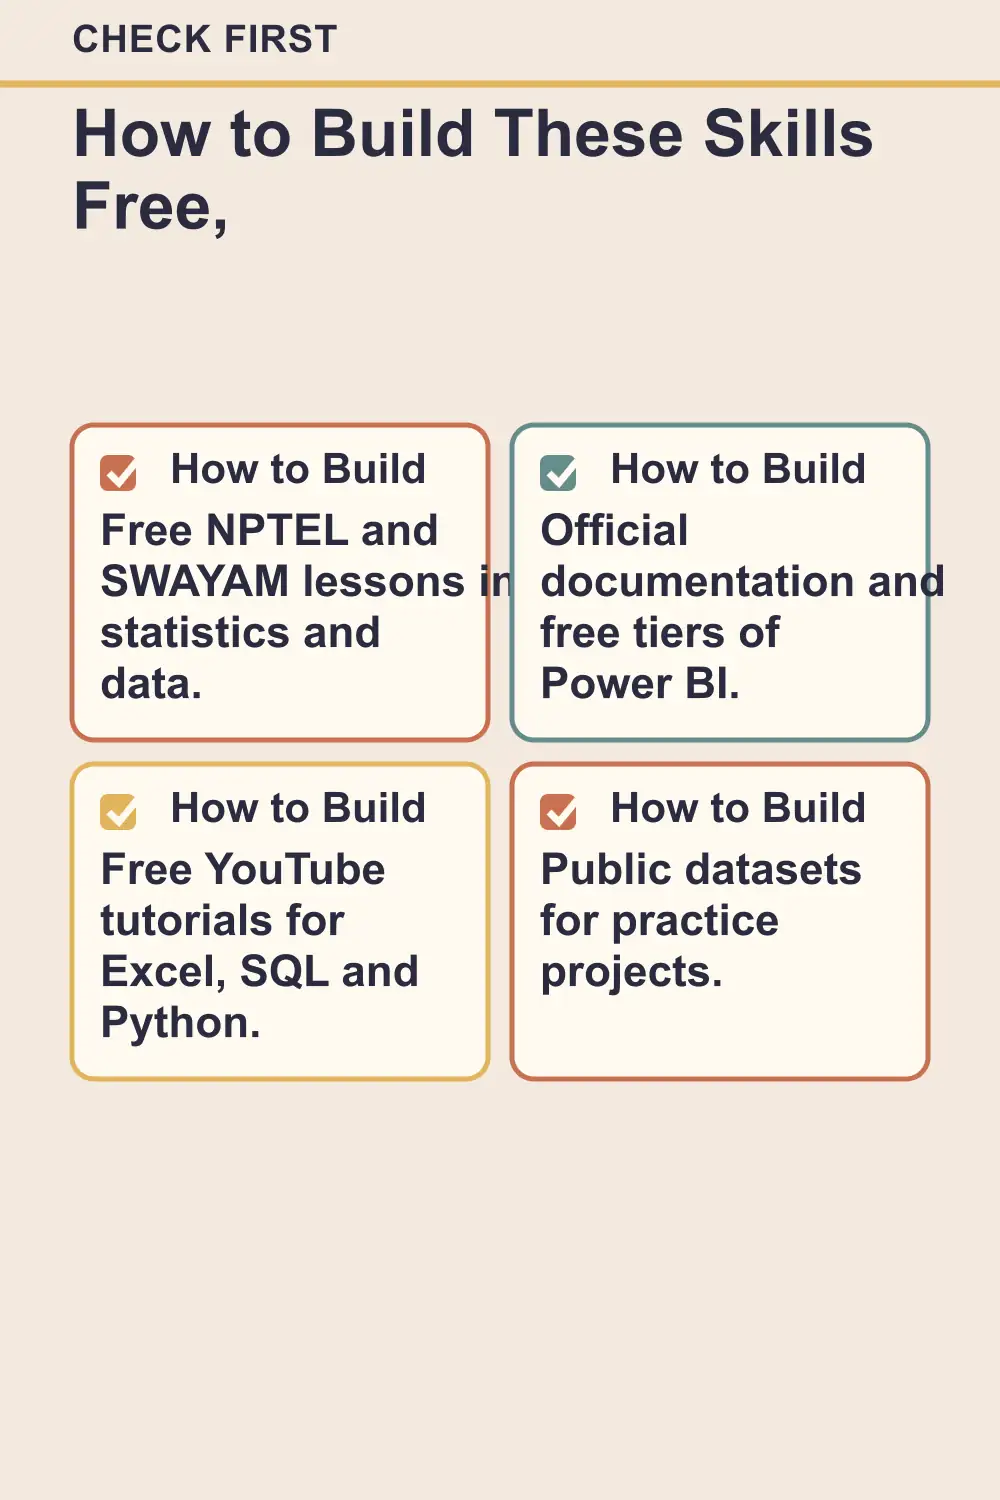 CHECK FIRST
How to Build These Skills
Free,
How to Build
Free NPTEL and
SWAYAM lessons in
statistics and
data.
How to Build
Official
documentation and
free tiers of
Power BI.
How to Build
Free YouTube
tutorials for
Excel, SQL and
Python.
How to Build
Public datasets
for practice
projects.